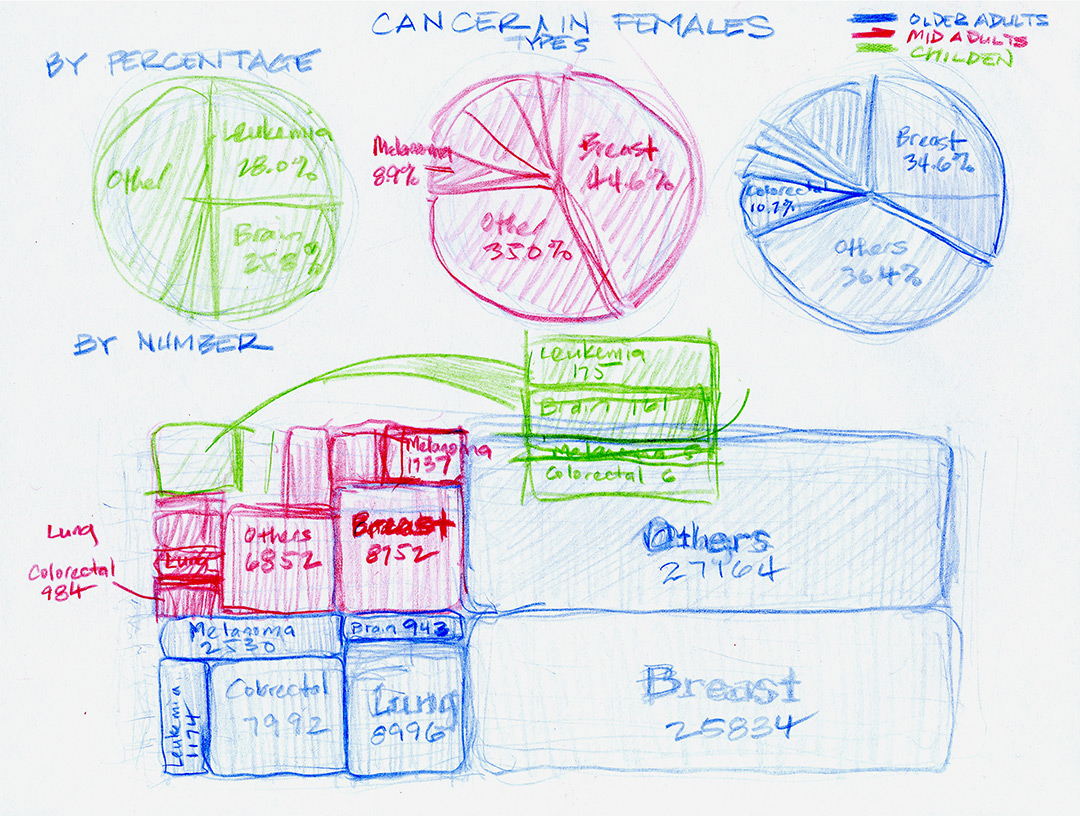 CANCER IN FEMALES
TYPES
OLDER ADULTS
MID ADULTS
CHILDEN
BY PERCENTAGE
Other
Leukemia
28.0%
Brain
25.8%
Melanoma
8.9%
Breast
44.6%
Other
35.0%
Breast
34.6%
Colorectal
10.7%
Others
36.4%
BY NUMBER
Leukemia
175
Brain 161
Melanoma 5
Colorectal 6
Melanoma
1737
Lung
Colorectal
984
Lung
Others
6852
Breast
8752
Others
27164
Melanoma
2530
Brain 943
Leukemia
1174
Colorectal
7992
Lung
8996
Breast
25834